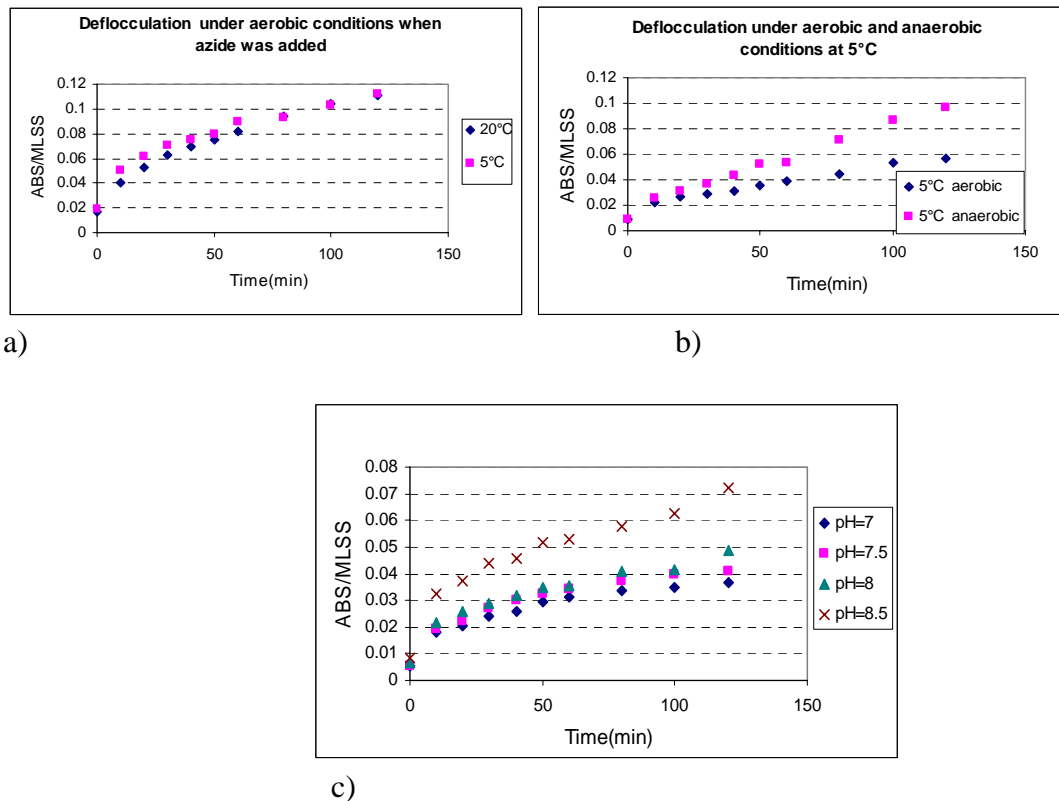 Deflocculation under aerobic conditions when
azide was added
ABS/MLSS
0.12
0.1
0.08
0.06
0.04
0.02
0
0 50 100 150
Time(min)
20°C
5°C
a)
Deflocculation under aerobic and anaerobic
conditions at 5°C
ABS/MLSS
0.12
0.1
0.08
0.06
0.04
0.02
0
0 50 100 150
Time(min)
5°C aerobic
5°C anaerobic
b)
ABS/MLSS
0.08
0.07
0.06
0.05
0.04
0.03
0.02
0.01
0
0 50 100 150
Time(min)
pH=7
pH=7.5
pH=8
pH=8.5
c)